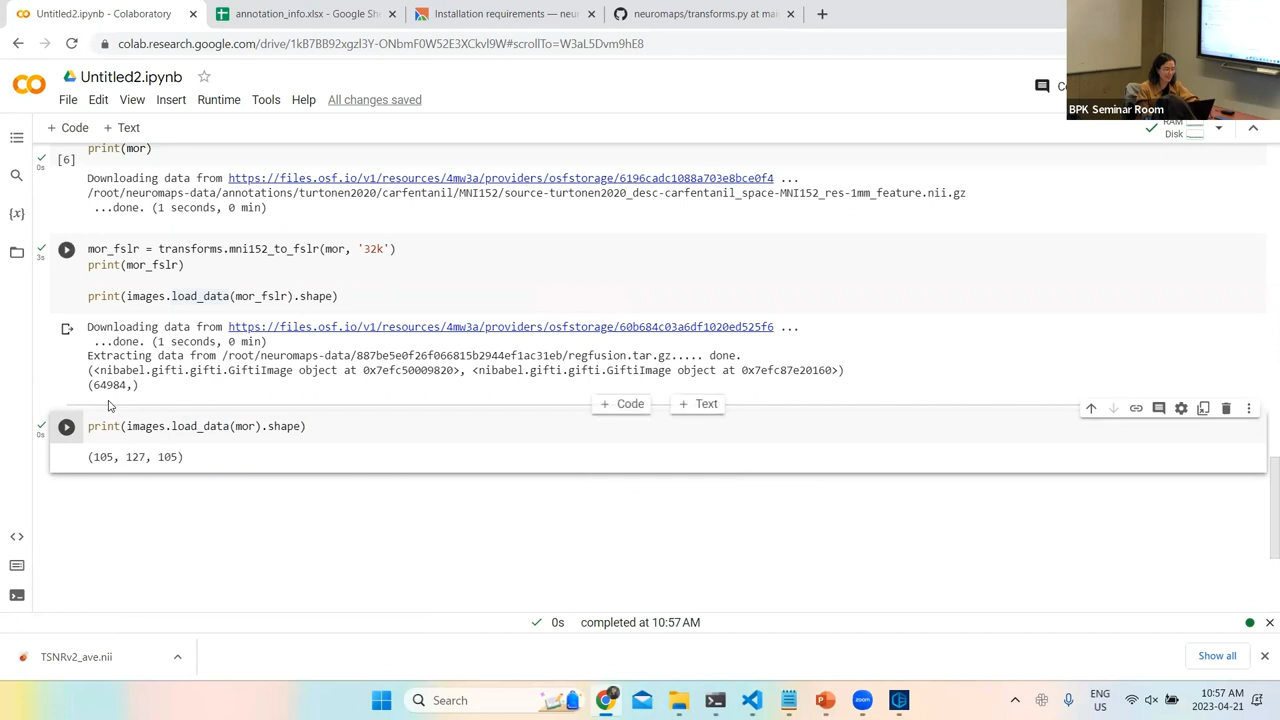 Untitled2.ipynb - Colaboratory
annotation_info.xlsx - Google She
Installation requirements — neur
neuromaps/transforms.py at mai
colab.research.google.com/drive/1kB7BB92xgzl3Y-ONbmF0W52E3XCkvl9W#scrollTo=W3aL5Dvm9hE8
Untitled2.ipynb
File Edit View Insert Runtime Tools Help All changes saved
BPK Seminar Room
+ Code + Text
RAM
Disk
print(mor)
[6]
0s
Downloading data from https://files.osf.io/v1/resources/4mw3a/providers/osfstorage/6196cadc1088a703e8bce0f4 ...
/root/neuromaps-data/annotations/turtonen2020/carfentanil/MNI152/source-turtonen2020_desc-carfentanil_space-MNI152_res-1mm_feature.nii.gz
...done. (1 seconds, 0 min)
{x}
mor_fslr = transforms.mni152_to_fslr(mor, '32k')
3s
print(mor_fslr)
print(images.load_data(mor_fslr).shape)
Downloading data from https://files.osf.io/v1/resources/4mw3a/providers/osfstorage/60b684c03a6df1020ed525f6 ...
...done. (1 seconds, 0 min)
Extracting data from /root/neuromaps-data/887be5e0f26f066815b2944ef1ac31eb/regfusion.tar.gz..... done.
(<nibabel.gifti.gifti.GiftiImage object at 0x7efc50009820>, <nibabel.gifti.gifti.GiftiImage object at 0x7efc87e20160>)
(64984,)
+ Code + Text
print(images.load_data(mor).shape)
0s
(105, 127, 105)
0s completed at 10:57 AM
TSNRv2_ave.nii
Show all
Search
ENG
US
10:57 AM
2023-04-21